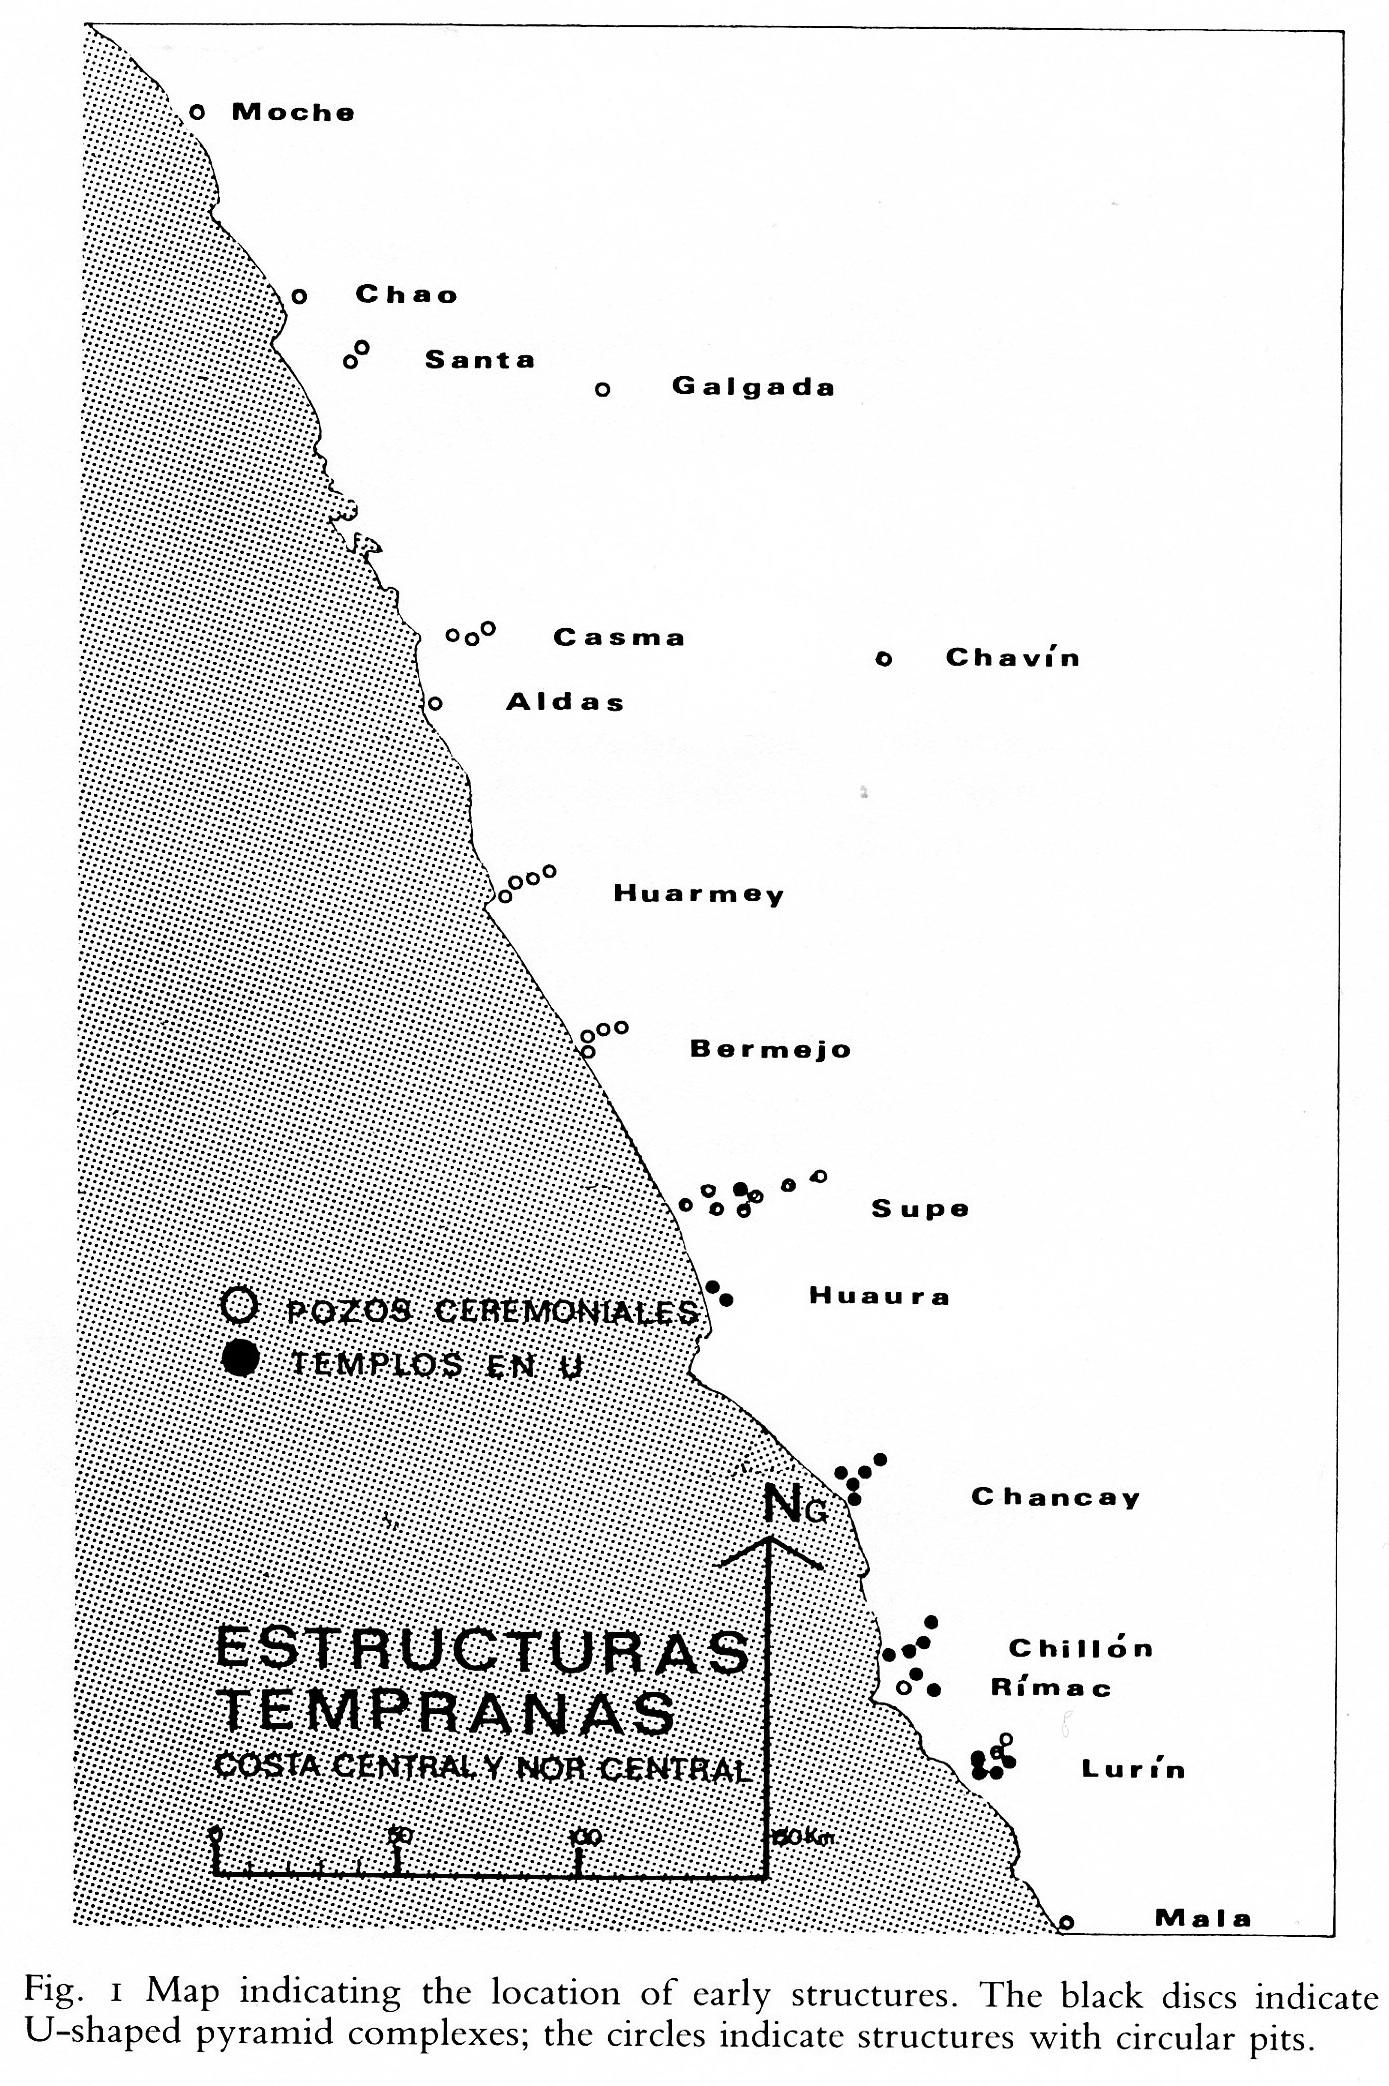 Moche
Chao
Santa
Galgada
Casma
Chavín
Aldas
Huarmey
Bermejo
Supe
Huaura
POZOS CEREMONIALES
TEMPLOS EN U
Chancay
NG
ESTRUCTURAS
TEMPRANAS
COSTA CENTRAL Y NOR CENTRAL
Chillón
Rímac
Lurín
0 50 100 150Km
Mala
Fig. 1 Map indicating the location of early structures. The black discs indicate
U-shaped pyramid complexes; the circles indicate structures with circular pits.